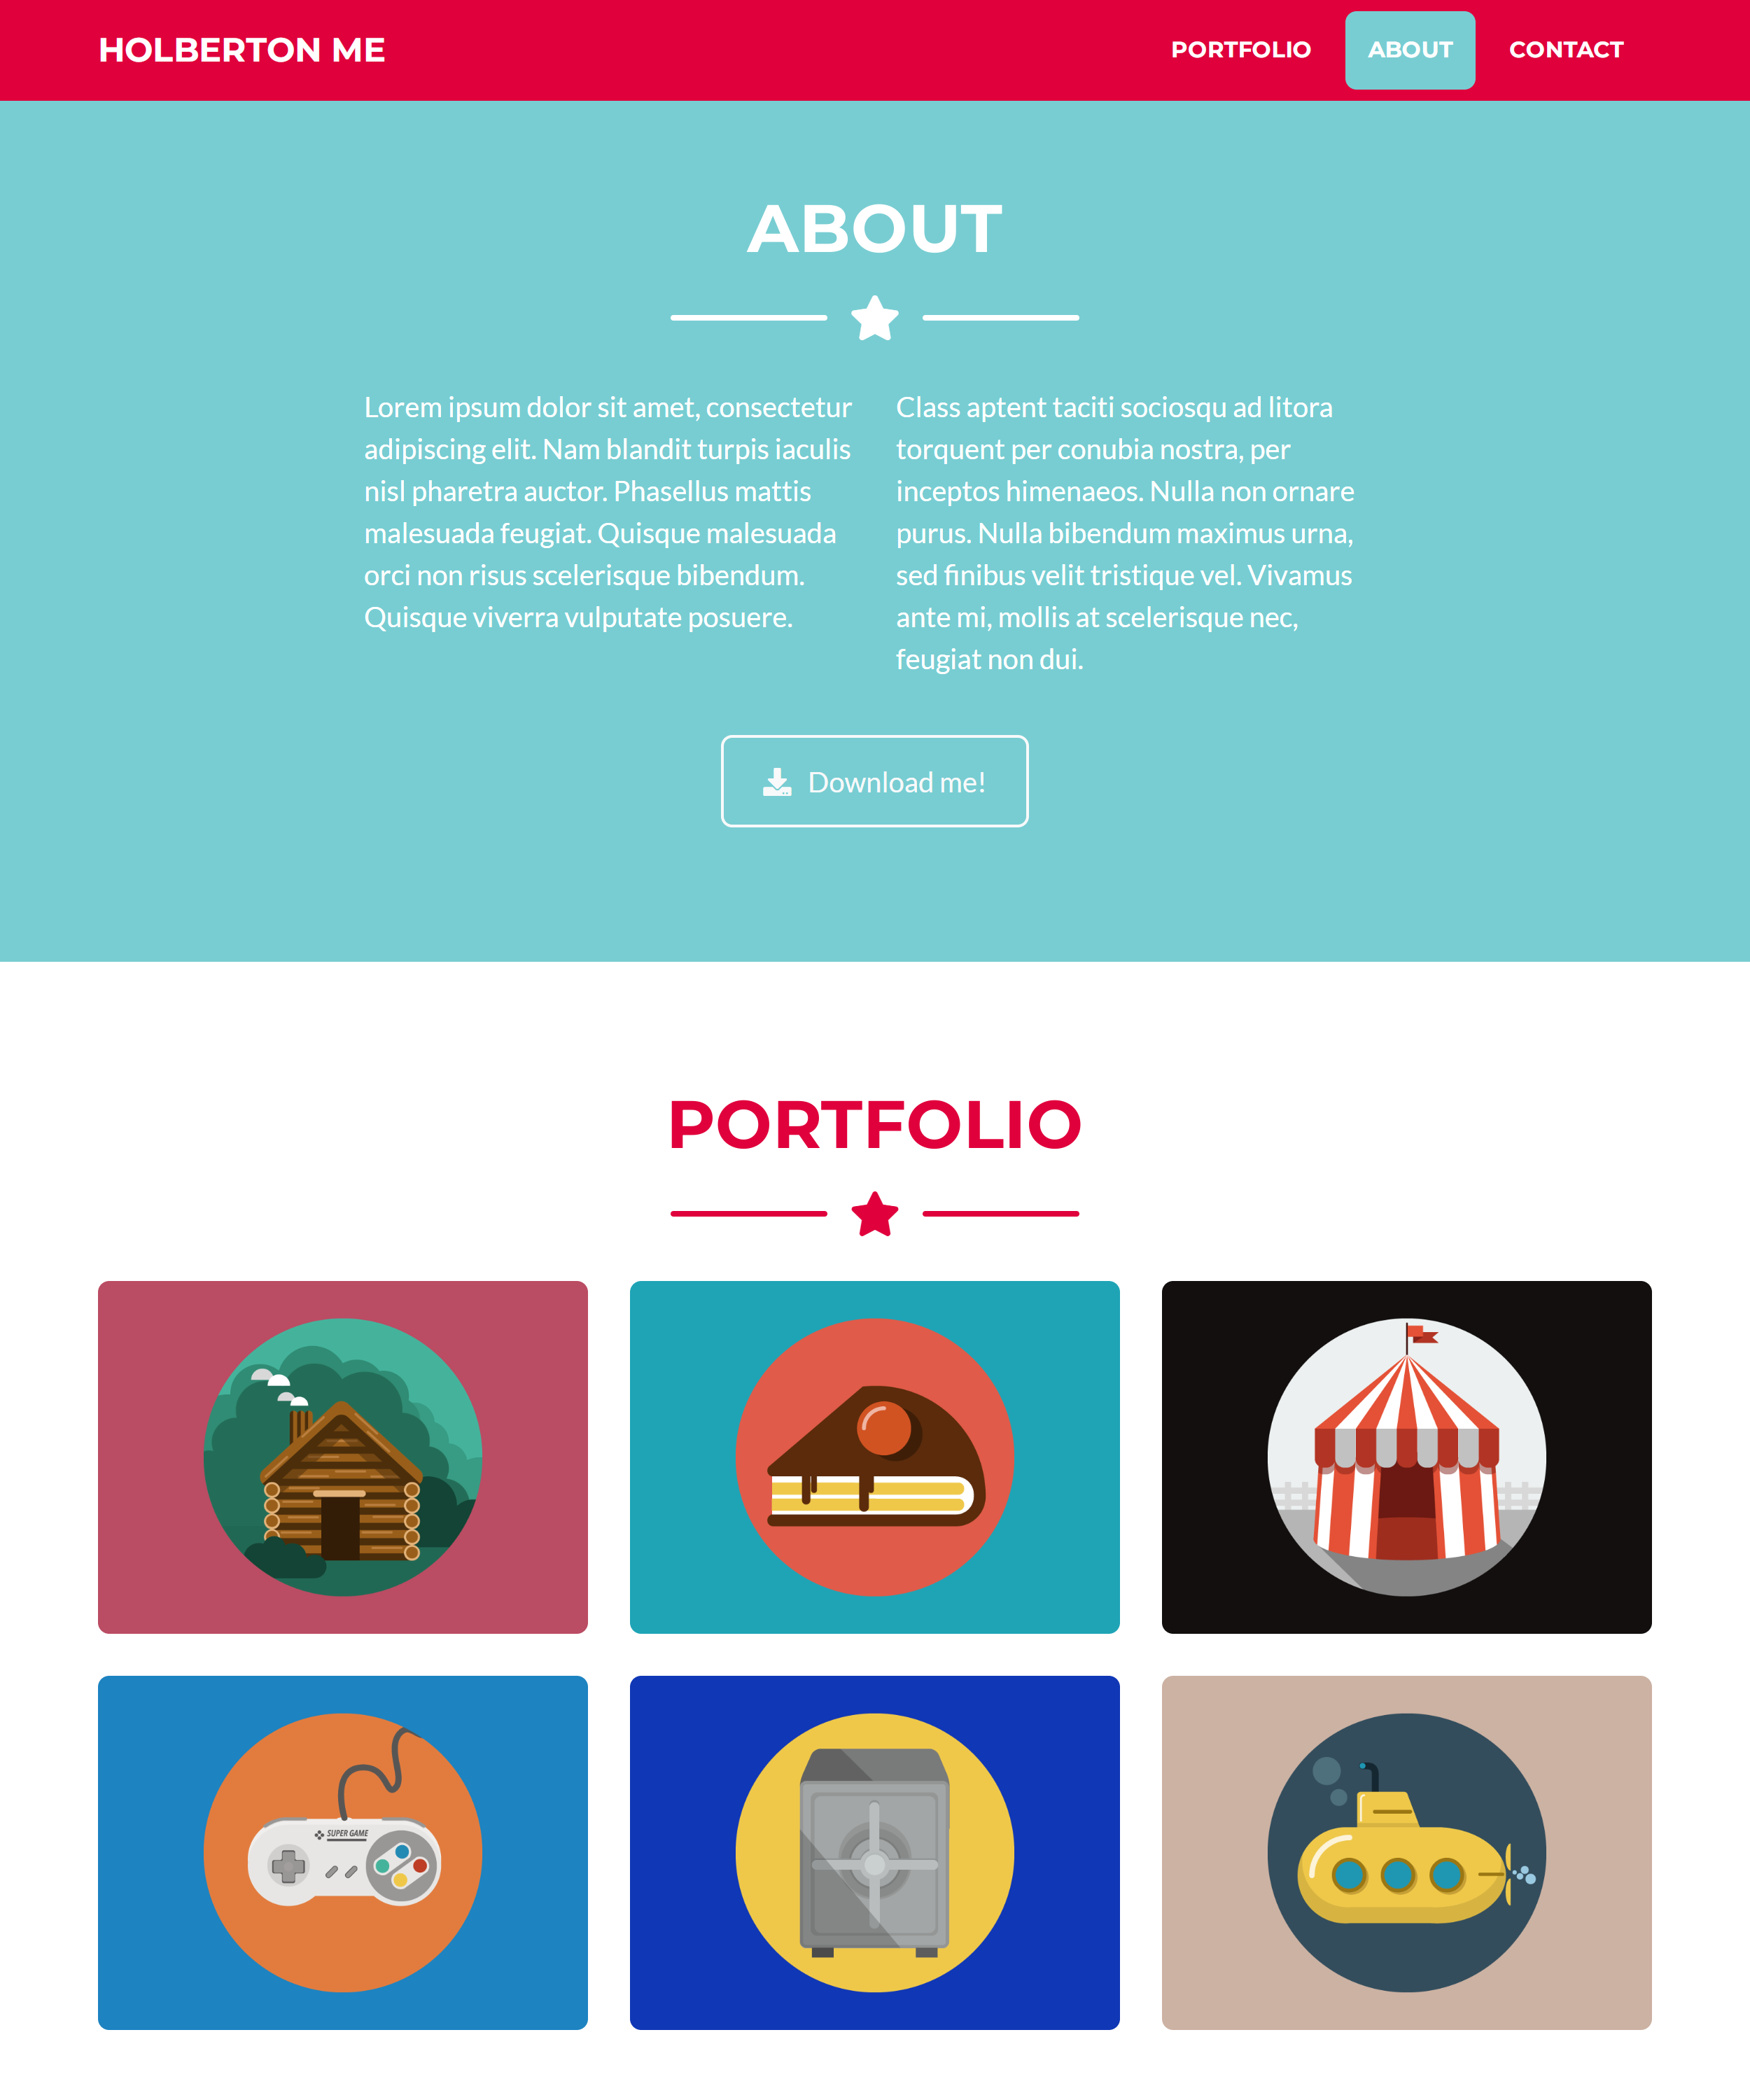 HOLBERTON ME
PORTFOLIO
ABOUT
CONTACT
ABOUT
Lorem ipsum dolor sit amet, consectetur
adipiscing elit. Nam blandit turpis iaculis
nisl pharetra auctor. Phasellus mattis
malesuada feugiat. Quisque malesuada
orci non risus scelerisque bibendum.
Quisque viverra vulputate posuere.
Class aptent taciti sociosqu ad litora
torquent per conubia nostra, per
inceptos himenaeos. Nulla non ornare
purus. Nulla bibendum maximus urna,
sed finibus velit tristique vel. Vivamus
ante mi, mollis at scelerisque nec,
feugiat non dui.
Download me!
PORTFOLIO
SUPER GAME